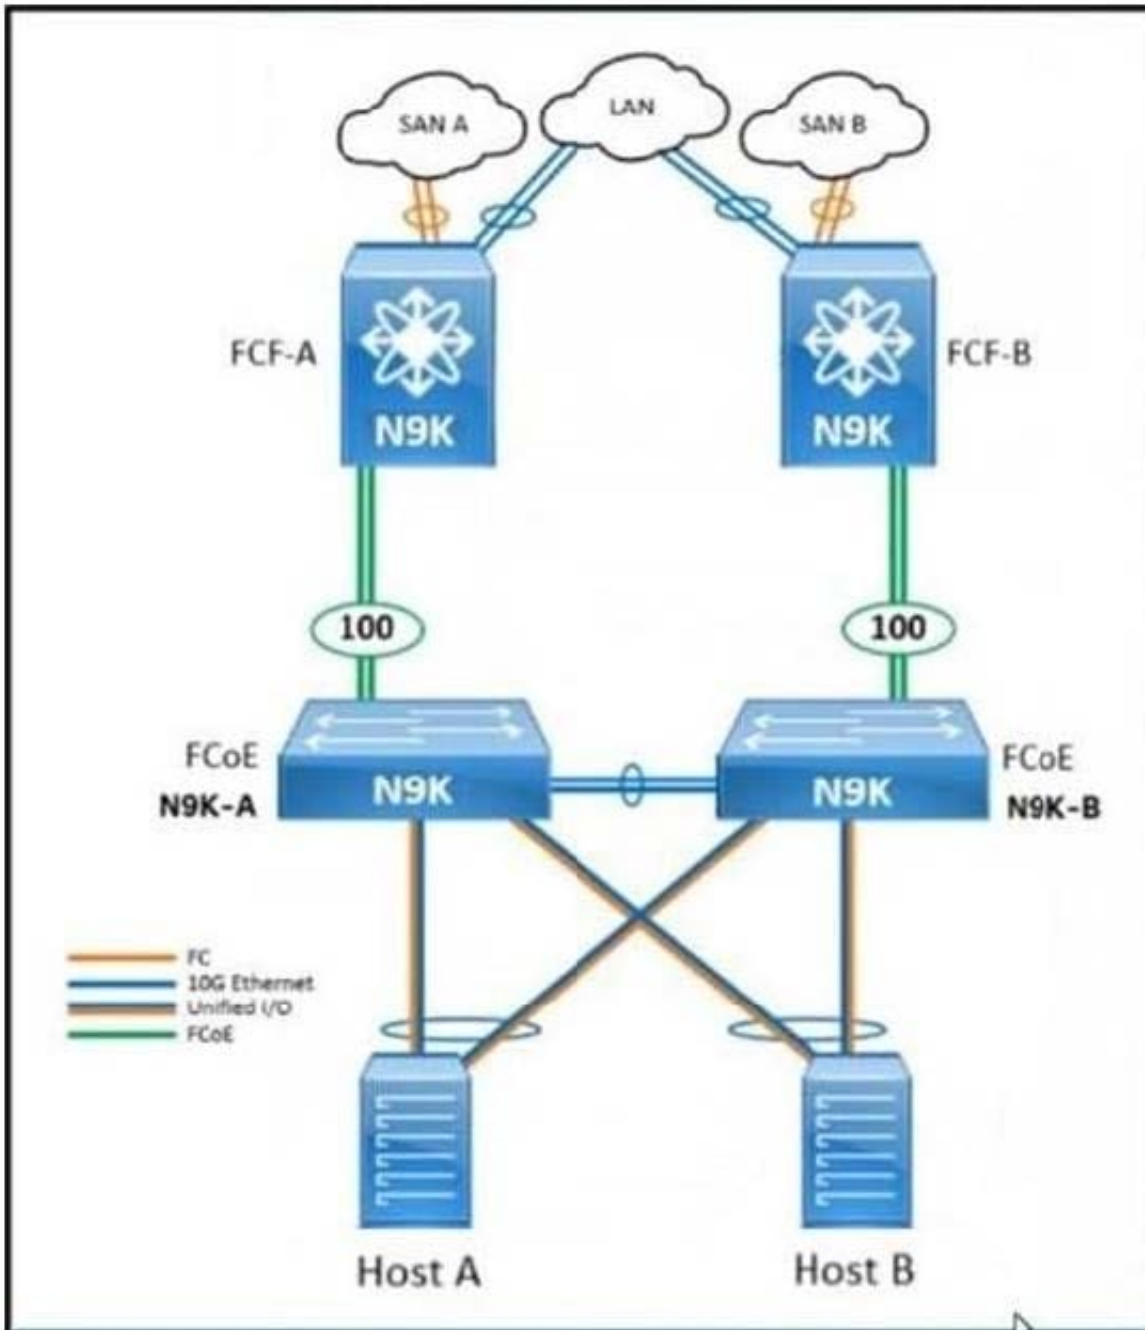 SAN A
LAN
SAN B
FCF-A
N9K
N9K
FCF-B
100
100
FCoE
N9K-A
N9K
N9K
FCoE
N9K-B
FC
10G Ethernet
Unified I/O
FCoE
Host A
Host B